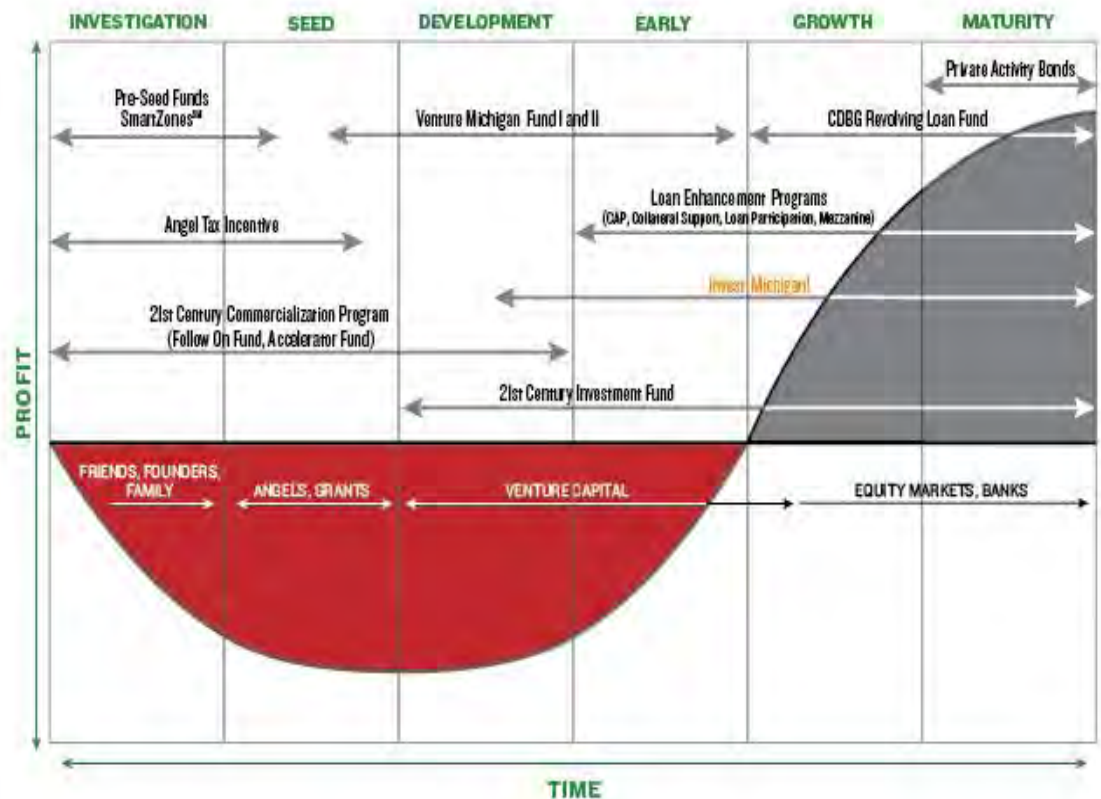 INVESTIGATION SEED DEVELOPMENT EARLY GROWTH MATURITY
Private Activity Bonds
Pre-Seed Funds
SmartZones℠
Venture Michigan Fund I and II
CDBG Revolving Loan Fund
Loan Enhancement Programs
(CAP, Collateral Support, Loan Participation, Mezzanine)
Angel Tax Incentive
Invest Michigan!
21st Century Commercialization Program
(Follow On Fund, Accelerator Fund)
21st Century Investment Fund
PROFIT
FRIENDS, FOUNDERS,
FAMILY
ANGELS, GRANTS
VENTURE CAPITAL
EQUITY MARKETS, BANKS
TIME